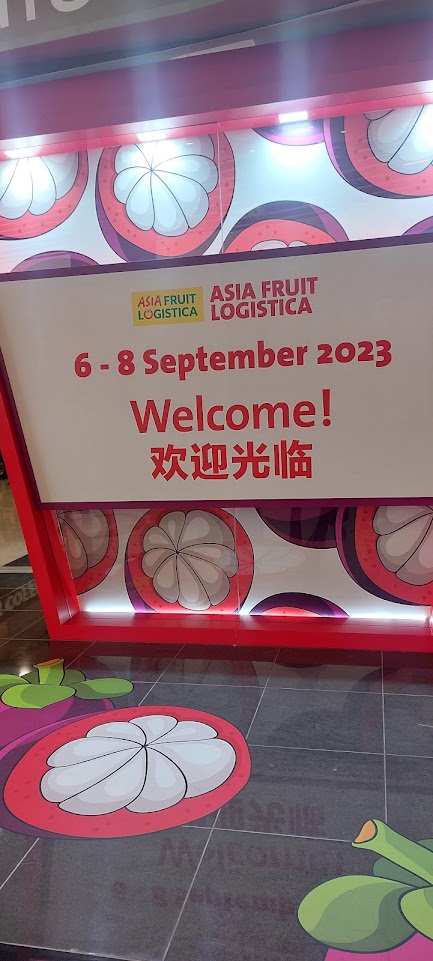 ASIA FRUIT
LOGISTICA
ASIA FRUIT
LOGISTICA
6 - 8 September 2023
Welcome!
欢迎光临